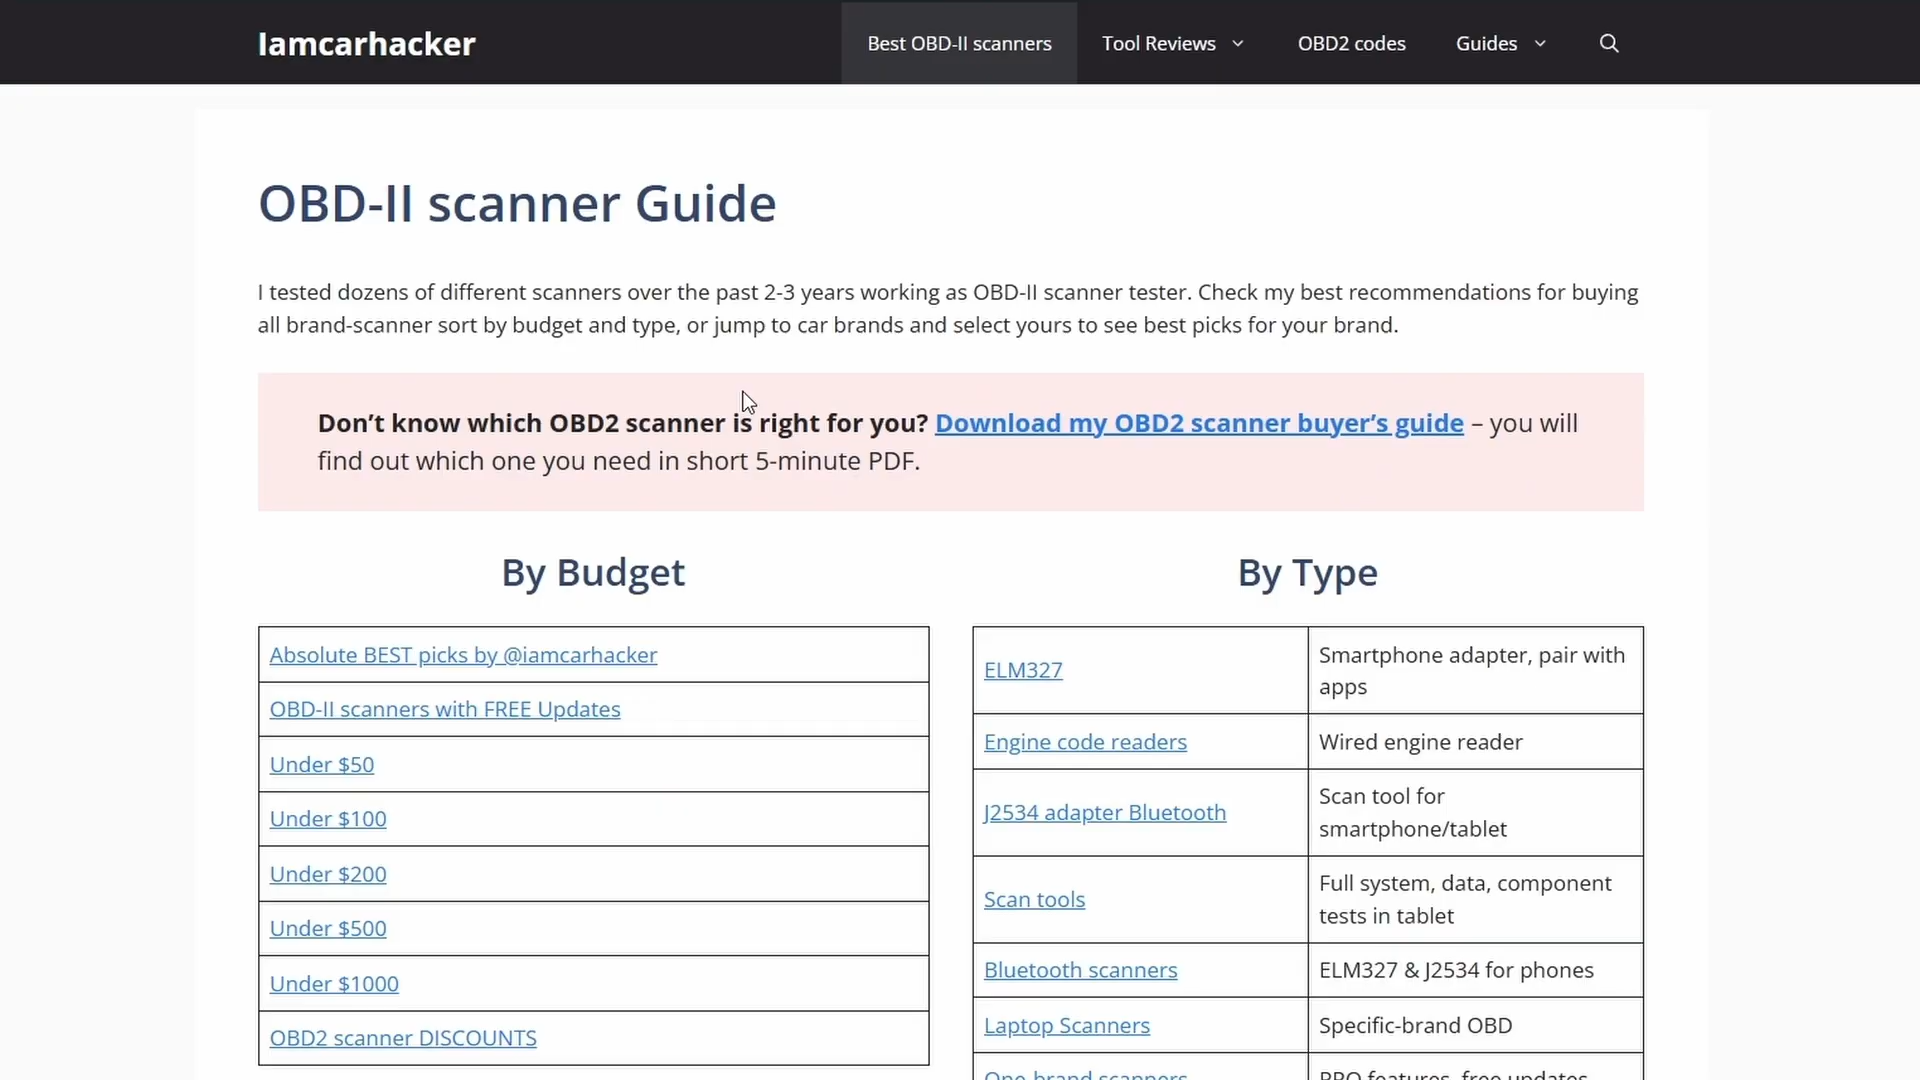 Iamcarhacker
Best OBD-II scanners
Tool Reviews
OBD2 codes
Guides
OBD-II scanner Guide
I tested dozens of different scanners over the past 2-3 years working as OBD-II scanner tester. Check my best recommendations for buying
all brand-scanner sort by budget and type, or jump to car brands and select yours to see best picks for your brand.
Don’t know which OBD2 scanner is right for you? Download my OBD2 scanner buyer’s guide – you will
find out which one you need in short 5-minute PDF.
By Budget
Absolute BEST picks by @iamcarhacker
OBD-II scanners with FREE Updates
Under $50
Under $100
Under $200
Under $500
Under $1000
OBD2 scanner DISCOUNTS
By Type
ELM327
Smartphone adapter, pair with
apps
Engine code readers
Wired engine reader
J2534 adapter Bluetooth
Scan tool for
smartphone/tablet
Scan tools
Full system, data, component
tests in tablet
Bluetooth scanners
ELM327 & J2534 for phones
Laptop Scanners
Specific-brand OBD
One-brand scanners
PRO features, free updates